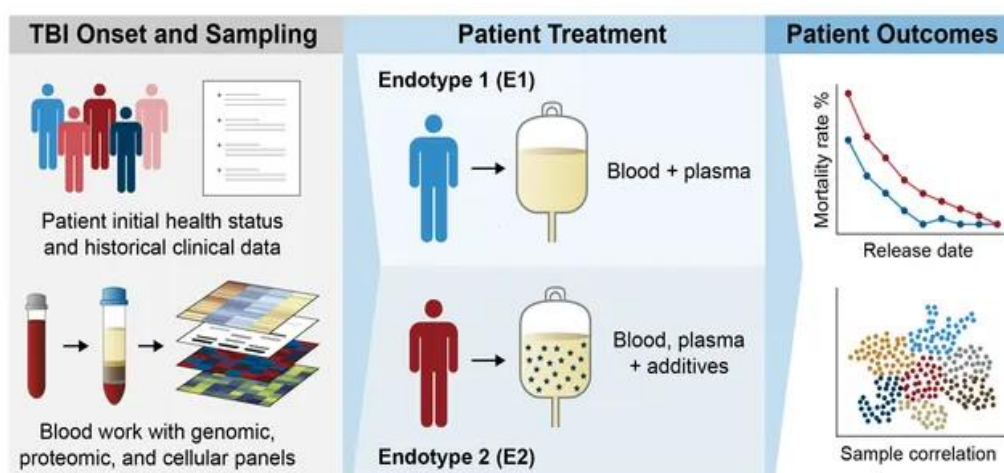 TBI Onset and Sampling
Patient initial health status
and historical clinical data
Blood work with genomic,
proteomic, and cellular panels
Patient Treatment
Endotype 1 (E1)
Blood + plasma
Blood, plasma
+ additives
Endotype 2 (E2)
Patient Outcomes
Mortality rate %
Release date
Sample correlation